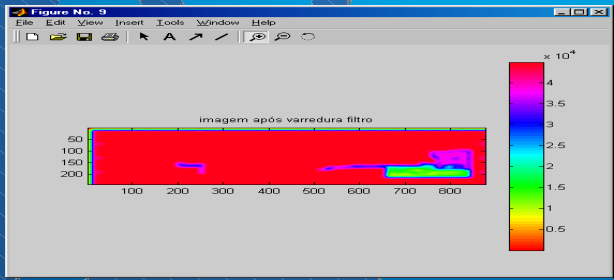 Figure No. 9
File Edit View Insert Tools Window Help
A
x 10^4
imagem após varredura filtro
4
3.5
3
2.5
2
1.5
1
0.5
50
100
150
200
100 200 300 400 500 600 700 800